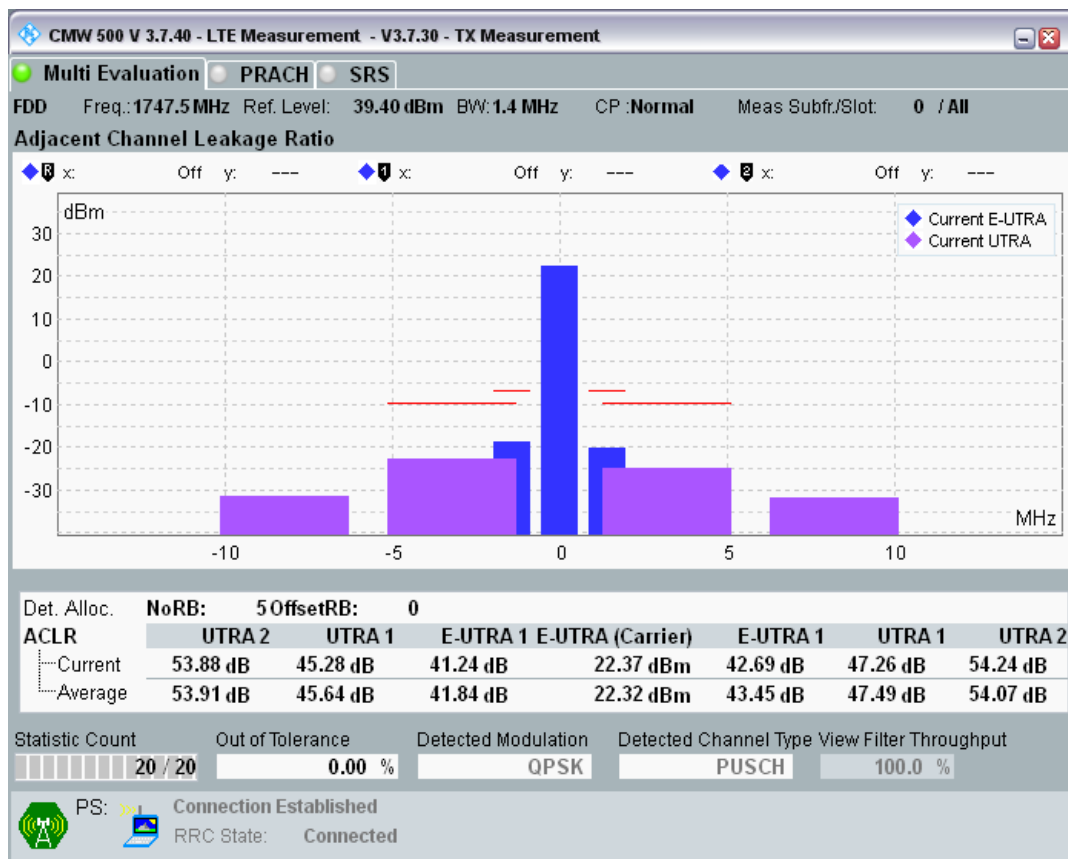 CMW 500 V 3.7.40 - LTE Measurement - V3.7.30 - TX Measurement
Multi Evaluation PRACH SRS
FDD Freq.: 1747.5 MHz Ref. Level: 39.40 dBm BW: 1.4 MHz CP : Normal Meas Subfr./Slot: 0 / All
Adjacent Channel Leakage Ratio
R x: Off y: --- 1 x: Off y: --- 2 x: Off y: ---
dBm
Current E-UTRA
Current UTRA
30
20
10
0
-10
-20
-30
MHz
-10 -5 0 5 10
Det. Alloc. NoRB: 5 OffsetRB: 0
ACLR UTRA 2 UTRA 1 E-UTRA 1 E-UTRA (Carrier) E-UTRA 1 UTRA 1 UTRA 2
Current 53.88 dB 45.28 dB 41.24 dB 22.37 dBm 42.69 dB 47.26 dB 54.24 dB
Average 53.91 dB 45.64 dB 41.84 dB 22.32 dBm 43.45 dB 47.49 dB 54.07 dB
Statistic Count Out of Tolerance Detected Modulation Detected Channel Type View Filter Throughput
20 / 20 0.00 % QPSK PUSCH 100.0 %
PS: Connection Established
RRC State: Connected